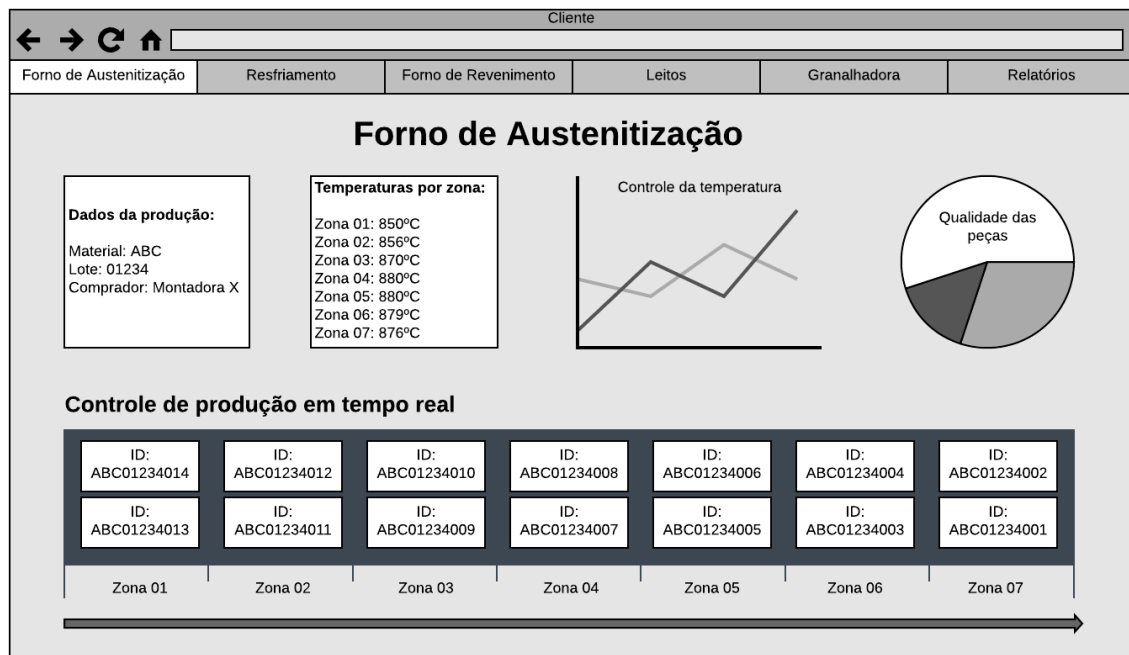 Cliente
Forno de Austenitização
Resfriamento
Forno de Revenimento
Leitos
Granalhadora
Relatórios
Forno de Austenitização
Dados da produção:
Material: ABC
Lote: 01234
Comprador: Montadora X
Temperaturas por zona:
Zona 01: 850ºC
Zona 02: 856ºC
Zona 03: 870ºC
Zona 04: 880ºC
Zona 05: 880ºC
Zona 06: 879ºC
Zona 07: 876ºC
Controle da temperatura
Qualidade das
peças
Controle de produção em tempo real
ID:
ABC01234014
ID:
ABC01234012
ID:
ABC01234010
ID:
ABC01234008
ID:
ABC01234006
ID:
ABC01234004
ID:
ABC01234002
ID:
ABC01234013
ID:
ABC01234011
ID:
ABC01234009
ID:
ABC01234007
ID:
ABC01234005
ID:
ABC01234003
ID:
ABC01234001
Zona 01
Zona 02
Zona 03
Zona 04
Zona 05
Zona 06
Zona 07